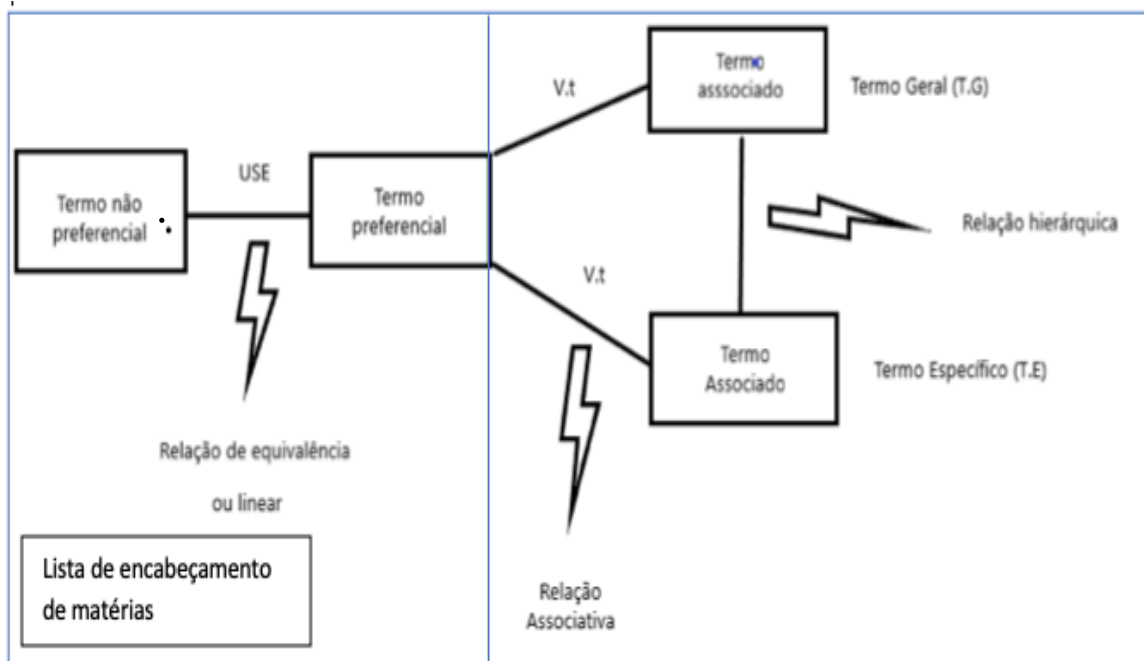 Termo não
preferencial
USE
Termo
preferencial
Relação de equivalência
ou linear
Lista de encabeçamento
de matérias
V.t
Termo
asssociado
Termo Geral (T.G)
Relação hierárquica
V.t
Termo
Associado
Termo Específico (T.E)
Relação
Associativa